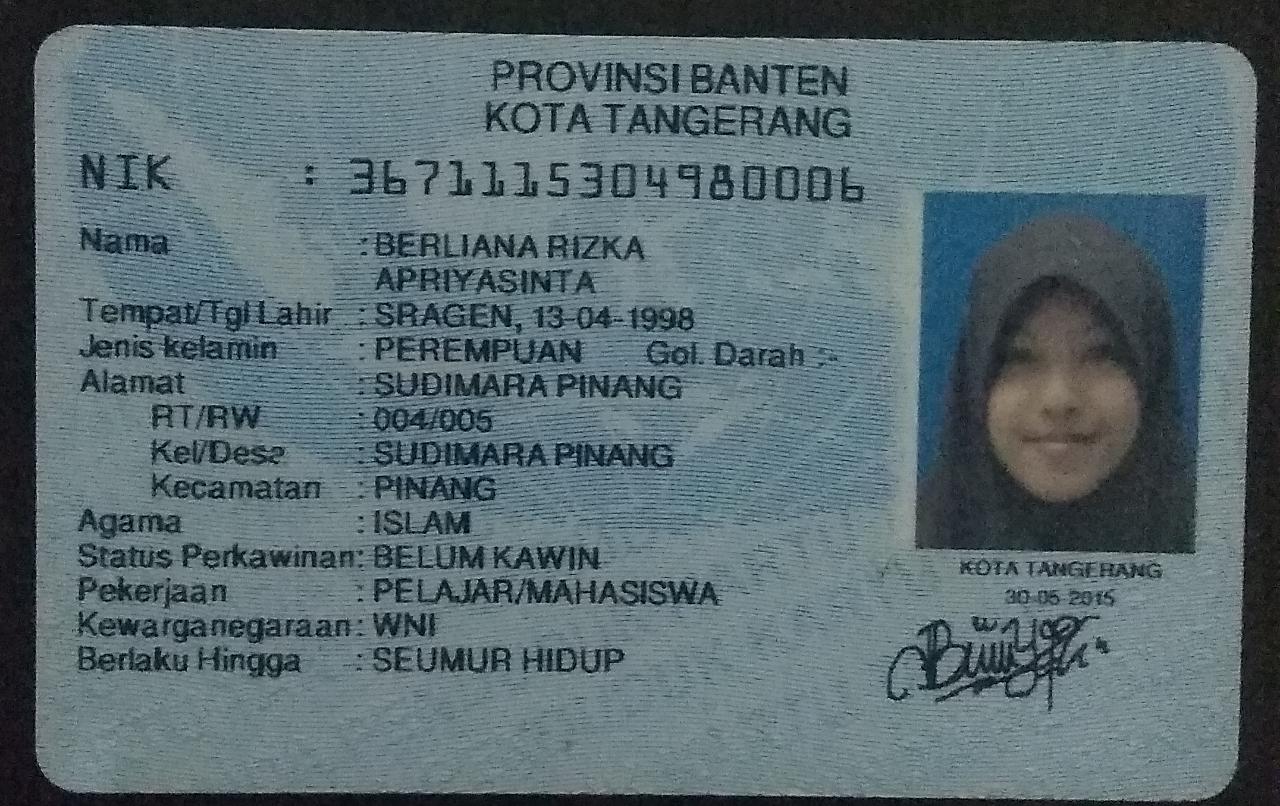 PROVINSI BANTEN
KOTA TANGERANG
NIK : 3671115304980006
Nama : BERLIANA RIZKA
APRIYASINTA
Tempat/Tgl Lahir : SRAGEN, 13-04-1998
Jenis kelamin : PEREMPUAN Gol. Darah :-
Alamat : SUDIMARA PINANG
RT/RW : 004/005
Kel/Desa : SUDIMARA PINANG
Kecamatan : PINANG
Agama : ISLAM
Status Perkawinan: BELUM KAWIN
Pekerjaan : PELAJAR/MAHASISWA
Kewarganegaraan: WNI
Berlaku Hingga : SEUMUR HIDUP
KOTA TANGERANG
30-05-2015